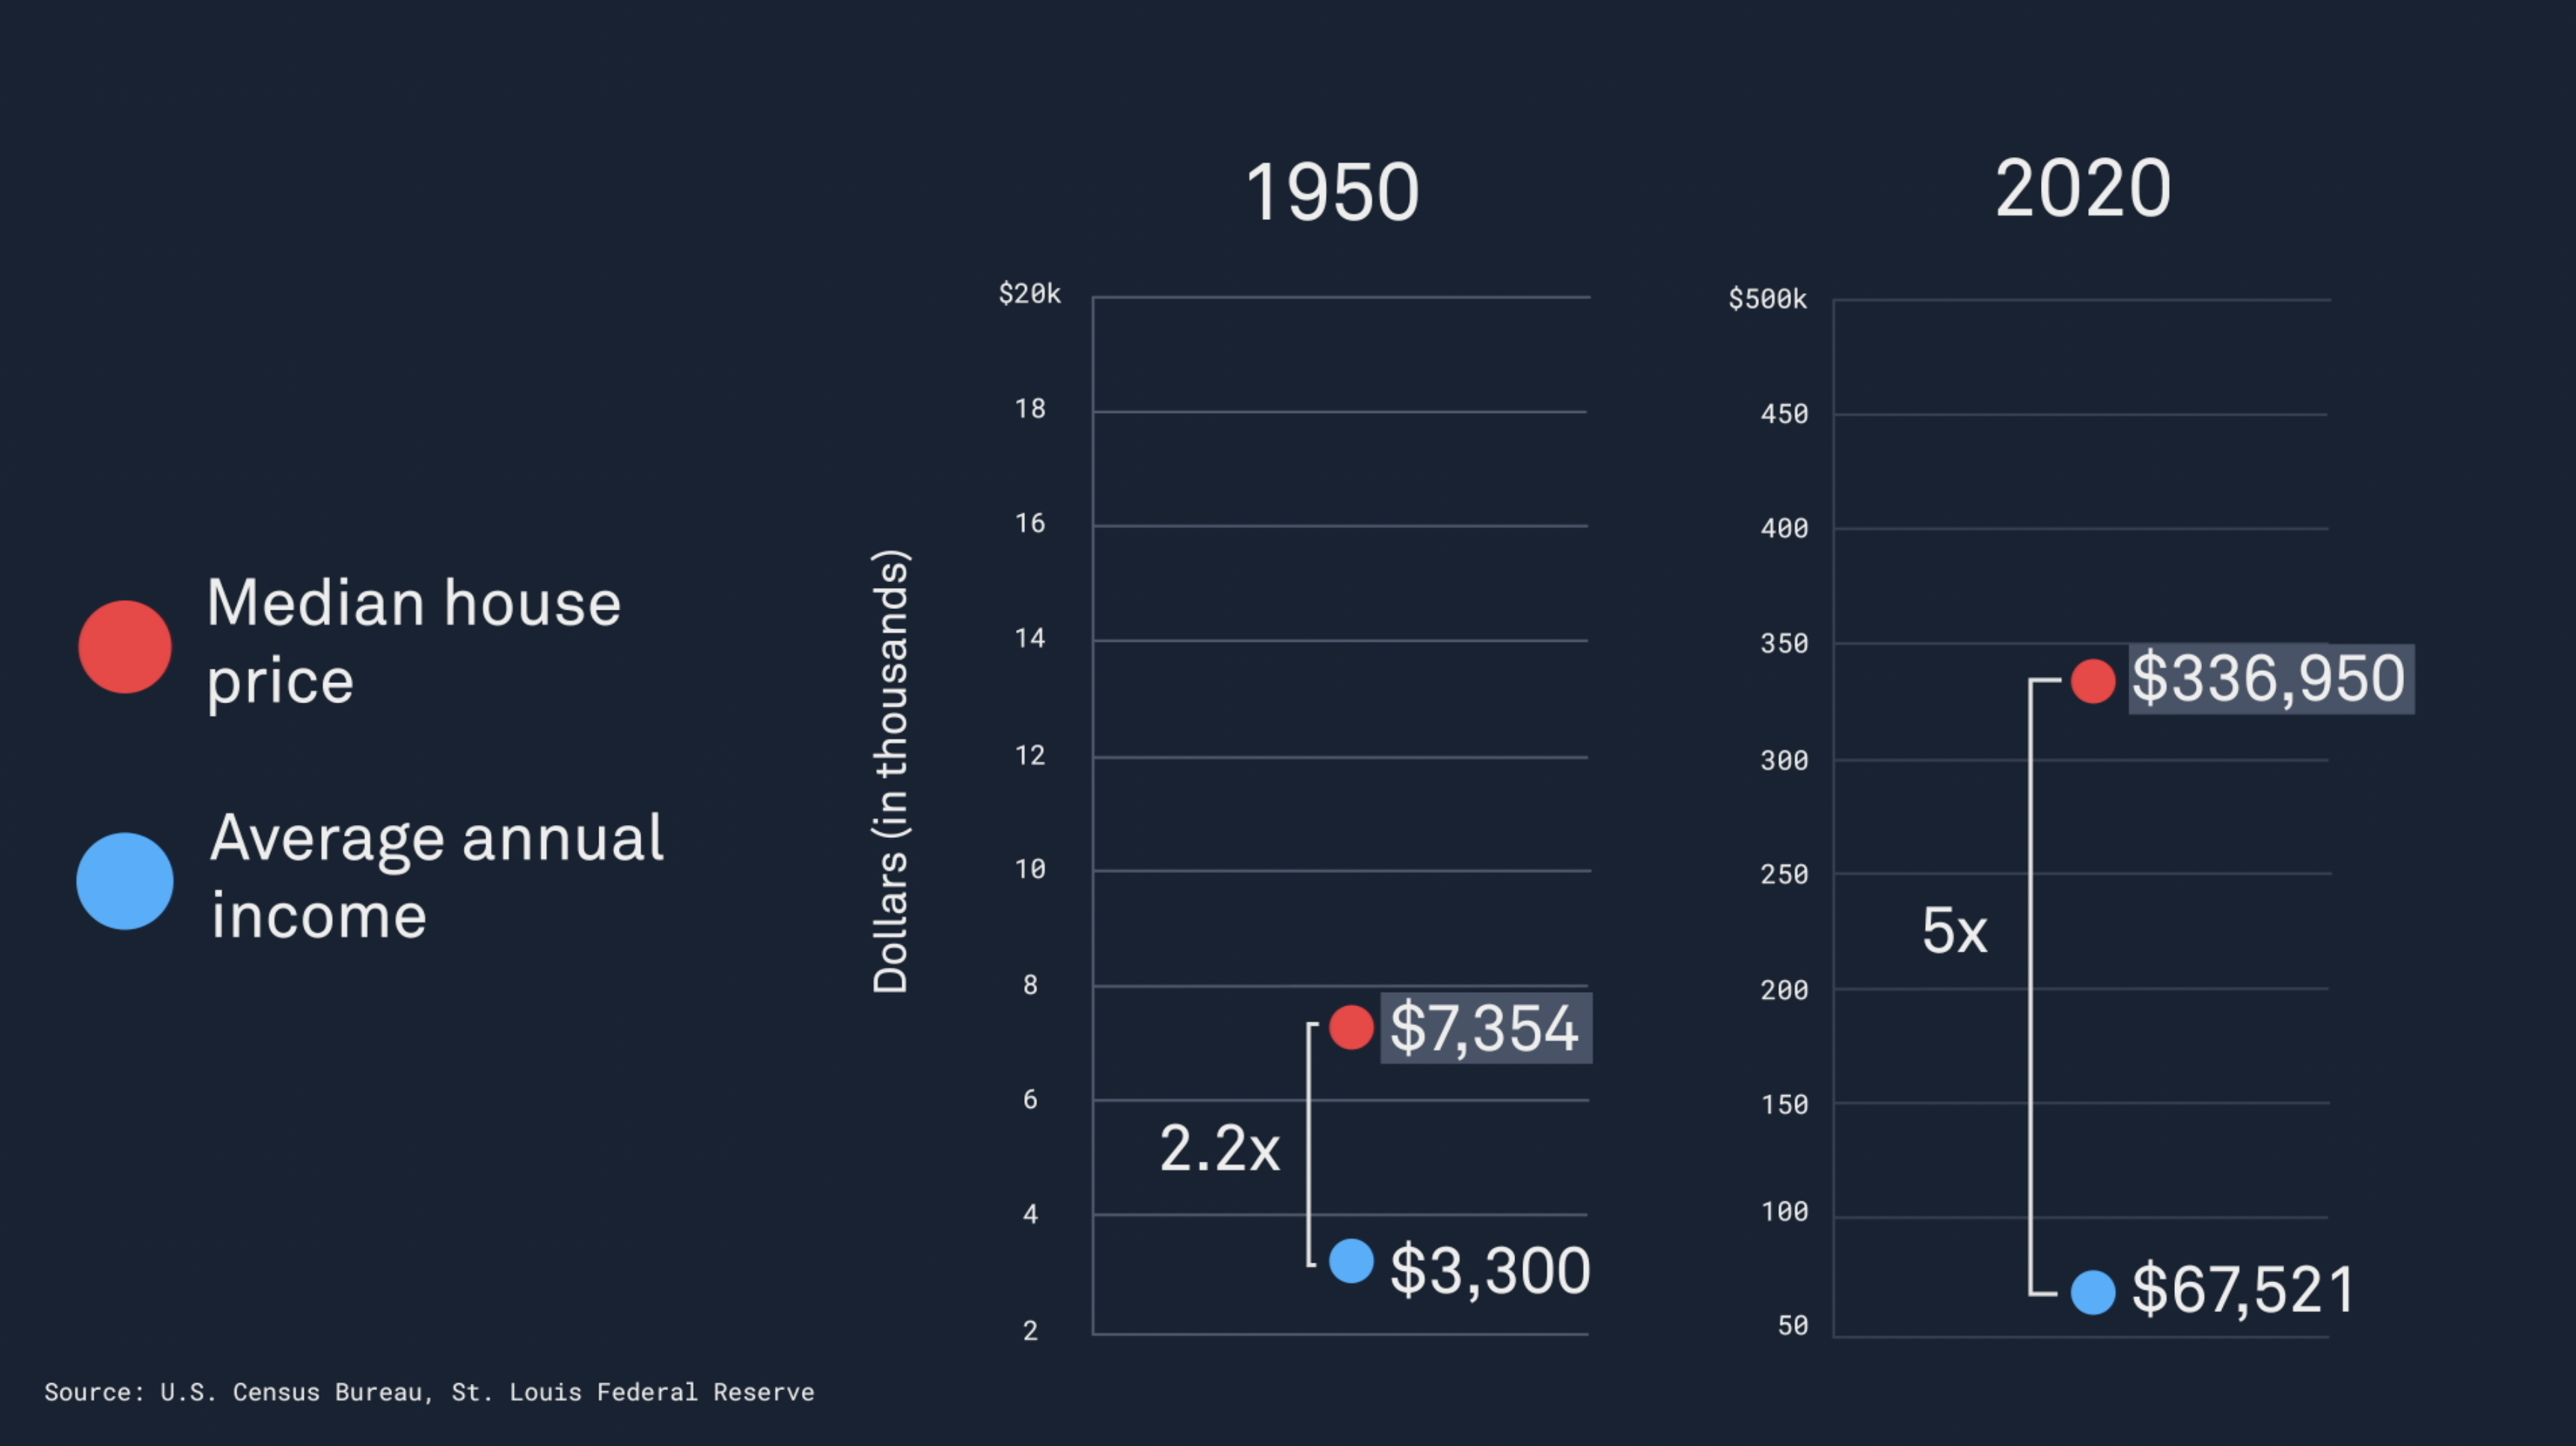 1950
2020
Median house
price
Average annual
income
Dollars (in thousands)
$20k
18
16
14
12
10
8
6
4
2
$7,354
2.2x
$3,300
$500k
450
400
350
300
250
200
150
100
50
$336,950
5x
$67,521
Source: U.S. Census Bureau, St. Louis Federal Reserve